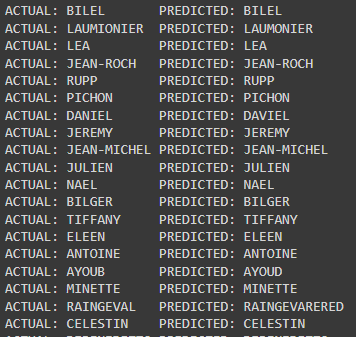 ACTUAL: BILEL PREDICTED: BILEL
ACTUAL: LAUMIONIER PREDICTED: LAUMONIER
ACTUAL: LEA PREDICTED: LEA
ACTUAL: JEAN-ROCH PREDICTED: JEAN-ROCH
ACTUAL: RUPP PREDICTED: RUPP
ACTUAL: PICHON PREDICTED: PICHON
ACTUAL: DANIEL PREDICTED: DAVIEL
ACTUAL: JEREMY PREDICTED: JEREMY
ACTUAL: JEAN-MICHEL PREDICTED: JEAN-MICHEL
ACTUAL: JULIEN PREDICTED: JULIEN
ACTUAL: NAEL PREDICTED: NAEL
ACTUAL: BILGER PREDICTED: BILGER
ACTUAL: TIFFANY PREDICTED: TIFFANY
ACTUAL: ELEEN PREDICTED: ELEEN
ACTUAL: ANTOINE PREDICTED: ANTOINE
ACTUAL: AYOUB PREDICTED: AYOUD
ACTUAL: MINETTE PREDICTED: MINETTE
ACTUAL: RAINGEVAL PREDICTED: RAINGEVARERED
ACTUAL: CELESTIN PREDICTED: CELESTIN